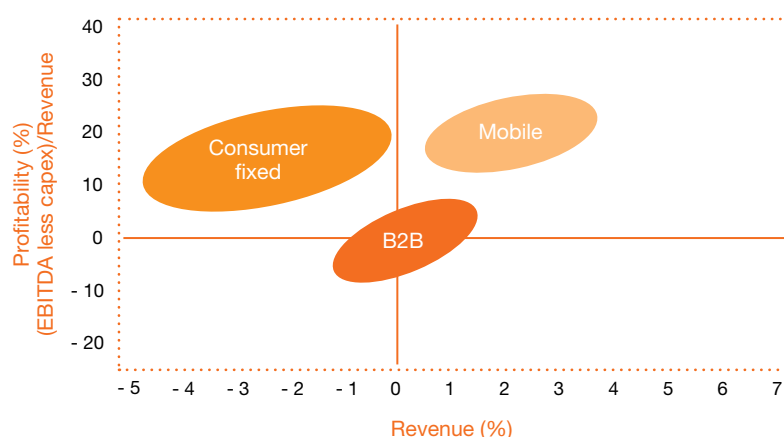 40
30
20
10
0
- 10
- 20
Profitability (%)
(EBITDA less capex)/Revenue
Consumer
fixed
Mobile
B2B
- 5
- 4
- 3
- 2
- 1
0
1
2
3
4
5
6
7
Revenue (%)